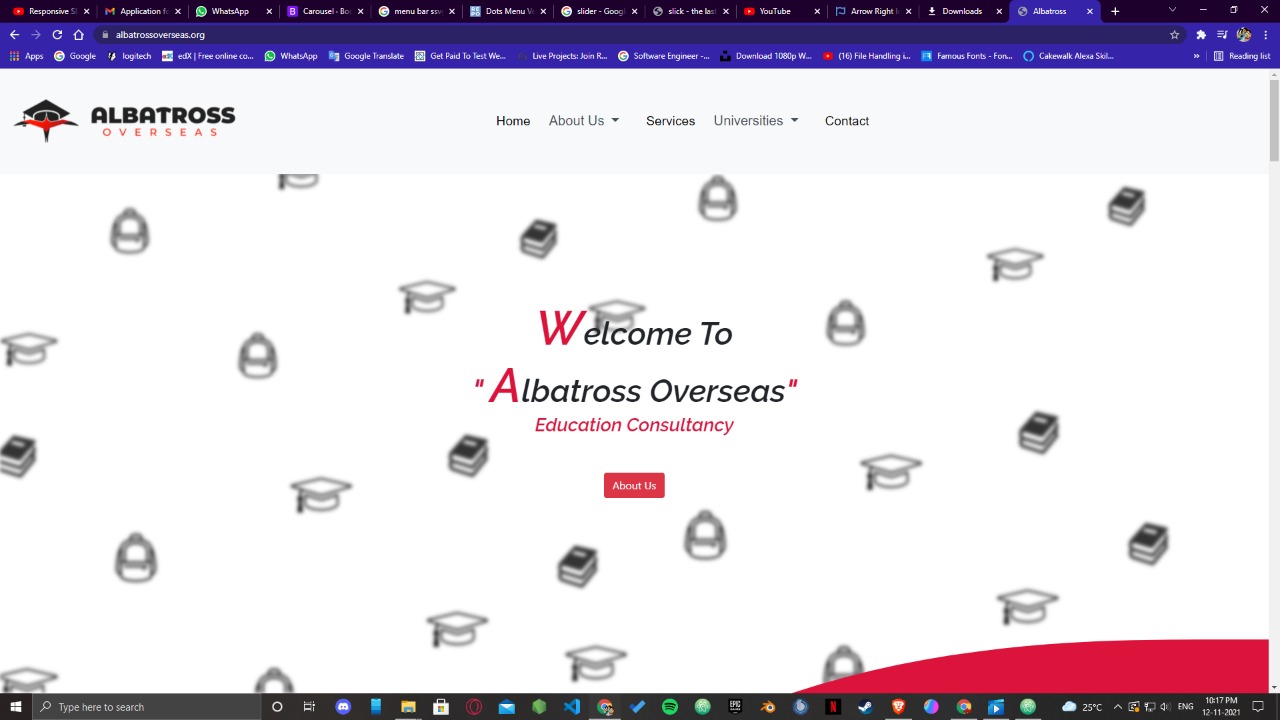 Responsive Sl
Application f
WhatsApp
Carousel · Boo
menu bar sve
Dots Menu Ve
slider - Googl
slick - the last
YouTube
Arrow Right I
Downloads
Albatross
albatrossoverseas.org
Apps
Google
logitech
edX | Free online co...
WhatsApp
Google Translate
Get Paid To Test We...
Live Projects: Join R...
Software Engineer -...
Download 1080p W...
(16) File Handling i...
Famous Fonts - Fon...
Cakewalk Alexa Skil...
»
Reading list
ALBATROSS
OVERSEAS
Home
About Us
Services
Universities
Contact
Welcome To
" Albatross Overseas"
Education Consultancy
About Us
Type here to search
25°C
ENG
10:17 PM
12-11-2021